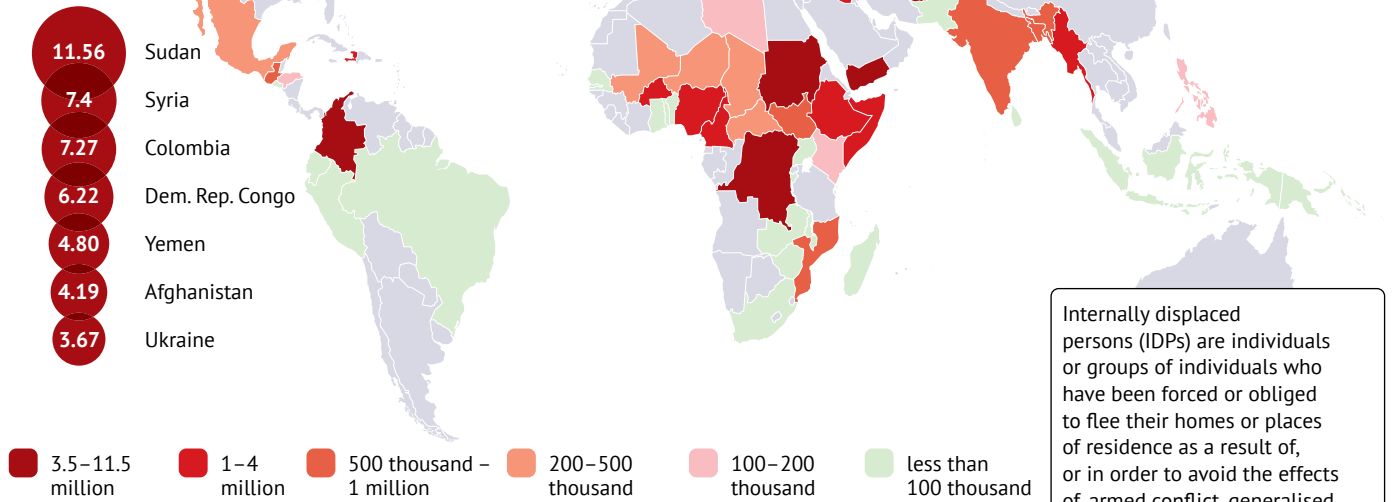 11.56 Sudan
7.4 Syria
7.27 Colombia
6.22 Dem. Rep. Congo
4.80 Yemen
4.19 Afghanistan
3.67 Ukraine
3.5–11.5
million
1–4
million
500 thousand –
1 million
200–500
thousand
100–200
thousand
less than
100 thousand
Internally displaced
persons (IDPs) are individuals
or groups of individuals who
have been forced or obliged
to flee their homes or places
of residence as a result of,
or in order to avoid the effects
of armed conflict, generalised